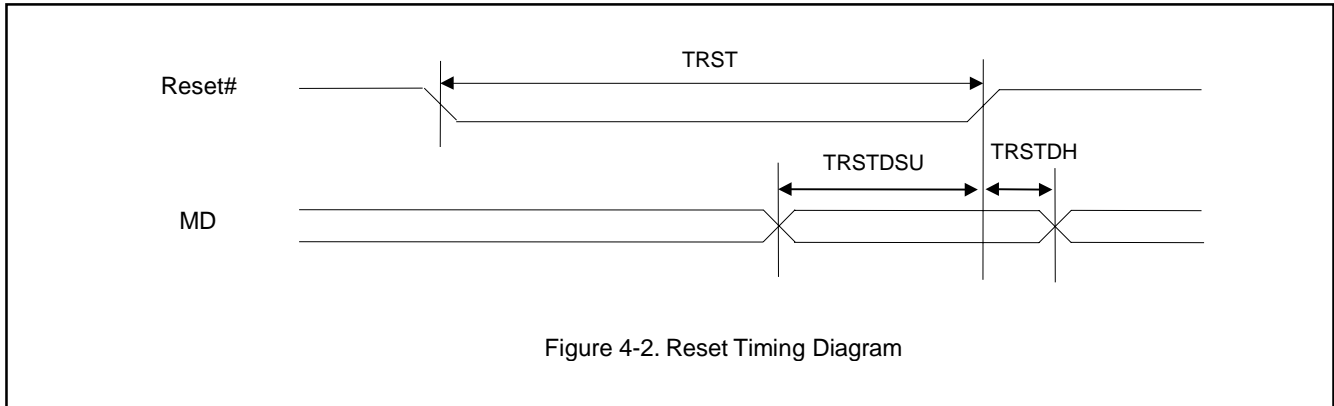 TRST
Reset#
TRSTDSU
TRSTDH
MD
Figure 4-2. Reset Timing Diagram